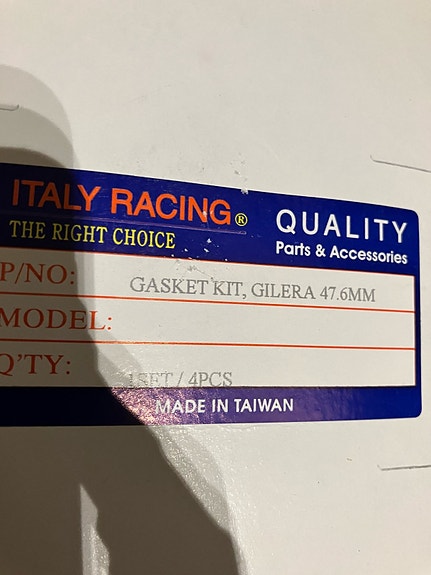 ITALY RACING®
THE RIGHT CHOICE
QUALITY
Parts & Accessories
P/NO:
GASKET KIT, GILERA 47.6MM
MODEL:
Q'TY:
1SET / 4PCS
MADE IN TAIWAN